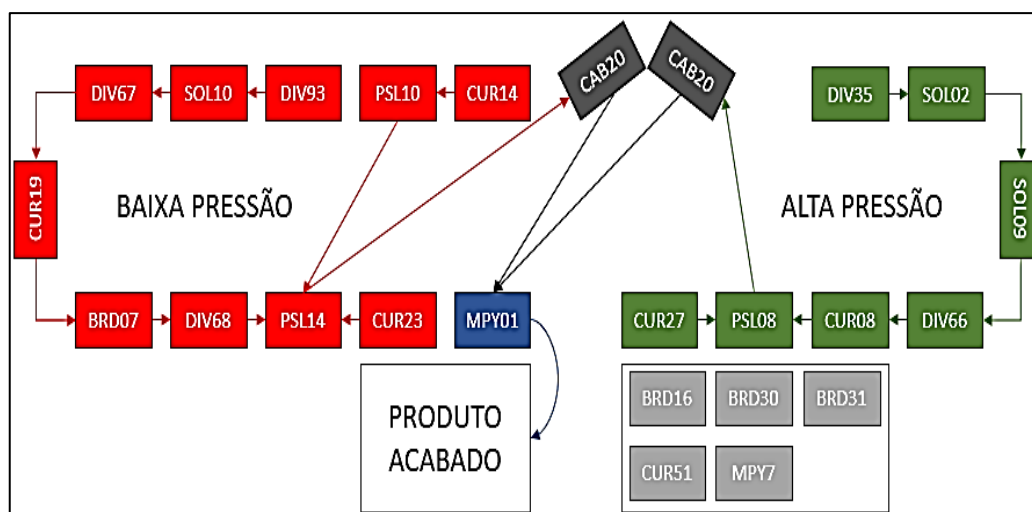 CAB20
CAB20
DIV67
SOL10
DIV93
PSL10
CUR14
DIV35
SOL02
CUR19
BAIXA PRESSÃO
ALTA PRESSÃO
SOL09
BRD07
DIV68
PSL14
CUR23
MPY01
CUR27
PSL08
CUR08
DIV66
PRODUTO
ACABADO
BRD16
BRD30
BRD31
CUR51
MPY7